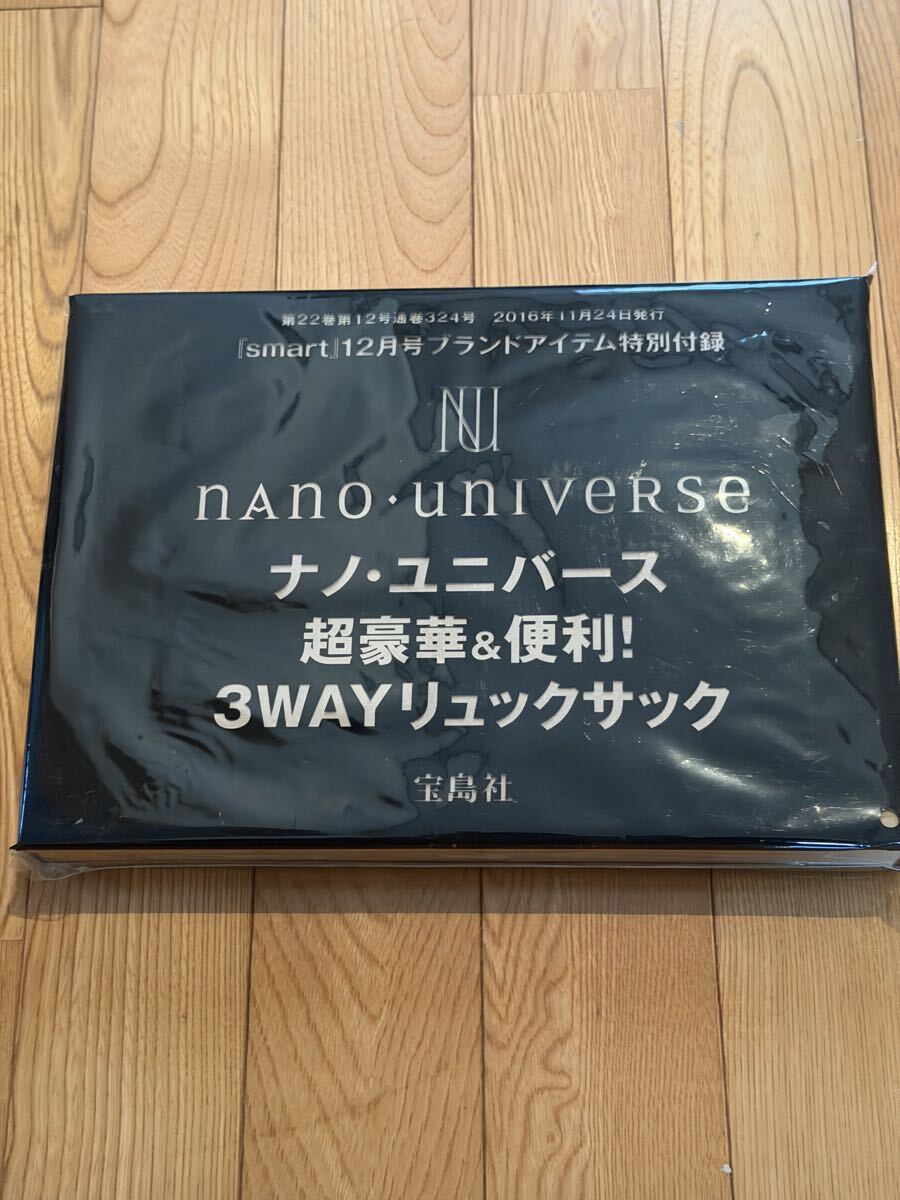 第22巻第12号通巻324号 2016年11月24日発行
『smart』12月号ブランドアイテム特別付録
NU
nAno・universe
ナノ・ユニバース
超豪華&便利!
3WAYリュックサック
宝島社